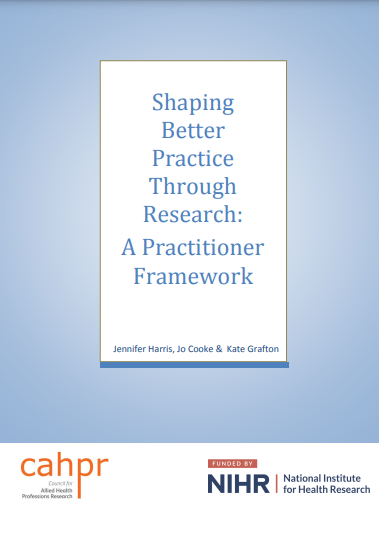 Shaping
Better
Practice
Through
Research:
A Practitioner
Framework
Jennifer Harris, Jo Cooke & Kate Grafton
cahpr
Council for
Allied Health
Professions Research
FUNDED BY
NIHR
National Institute
for Health Research